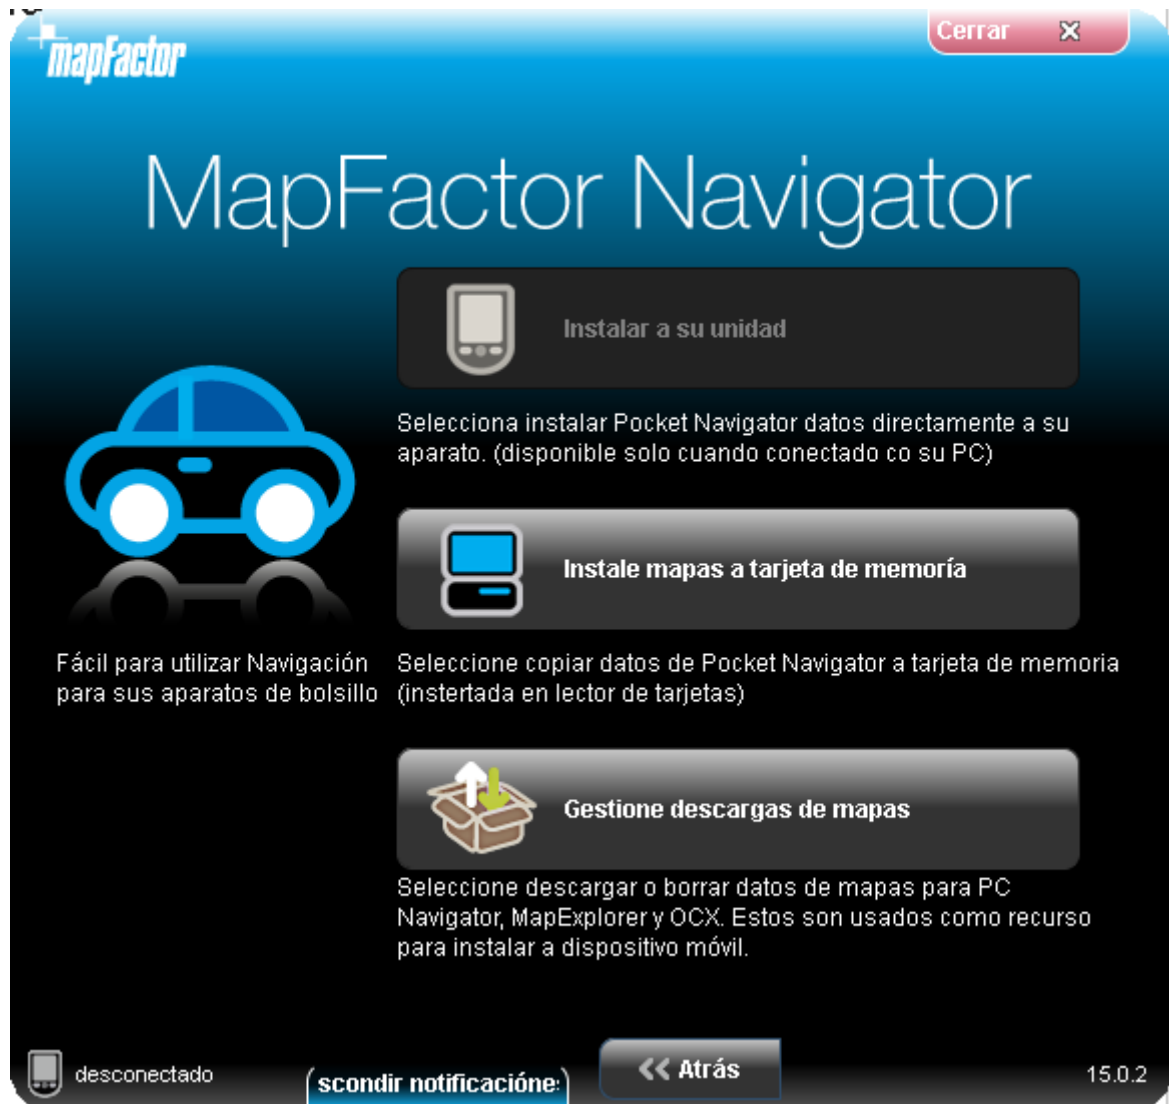 mapFactor
Cerrar
MapFactor Navigator
Instalar a su unidad
Selecciona instalar Pocket Navigator datos directamente a su
aparato. (disponible solo cuando conectado co su PC)
Instale mapas a tarjeta de memoría
Fácil para utilizar Navigación
para sus aparatos de bolsillo
Seleccione copiar datos de Pocket Navigator a tarjeta de memoria
(instertada en lector de tarjetas)
Gestione descargas de mapas
Seleccione descargar o borrar datos de mapas para PC
Navigator, MapExplorer y OCX. Estos son usados como recurso
para instalar a dispositivo móvil.
desconectado
scondir notificacióne
Atrás
15.0.2